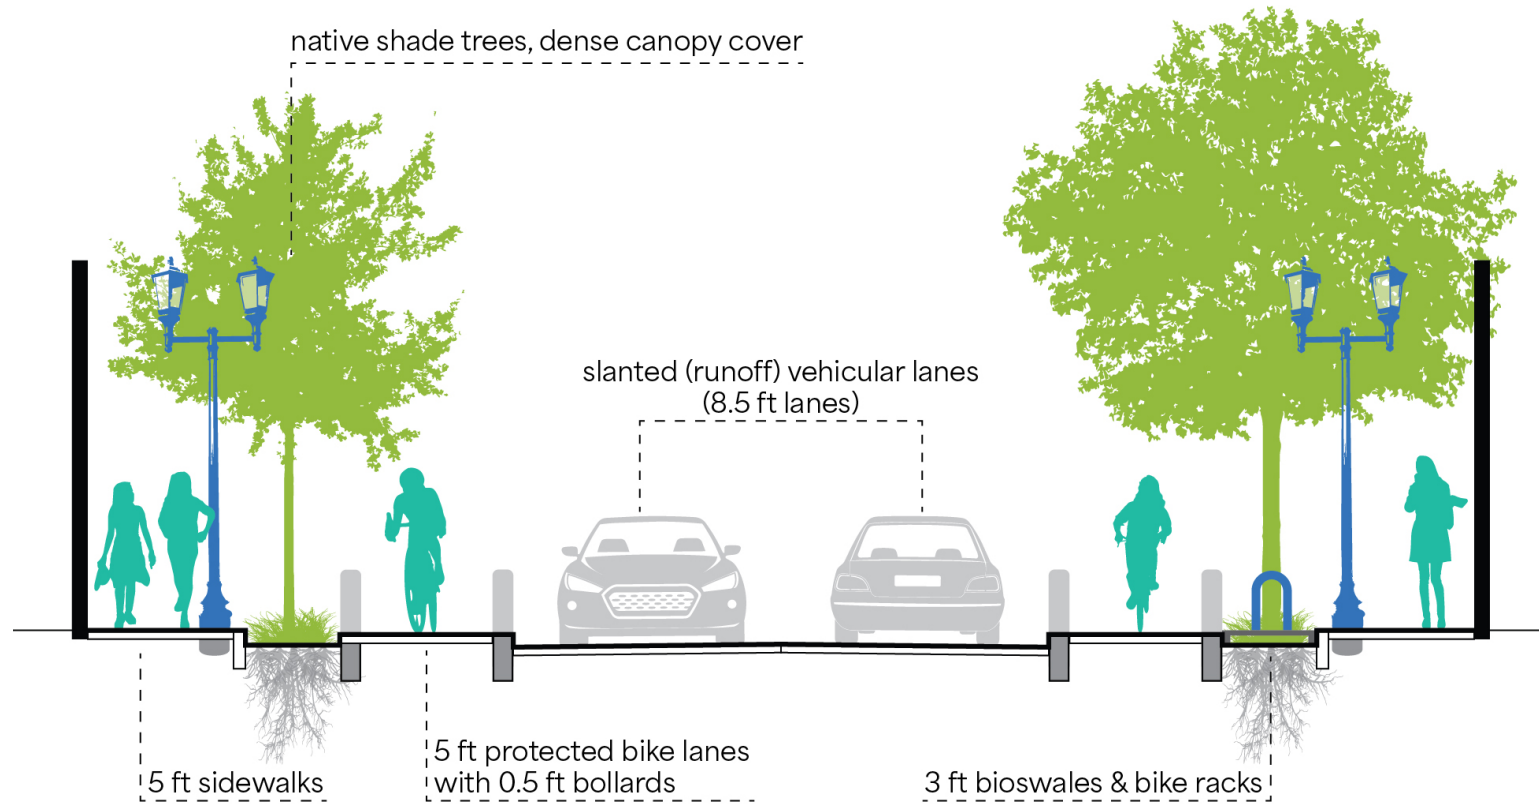 native shade trees, dense canopy cover
slanted (runoff) vehicular lanes
(8.5 ft lanes)
5 ft sidewalks
5 ft protected bike lanes
with 0.5 ft bollards
3 ft bioswales & bike racks